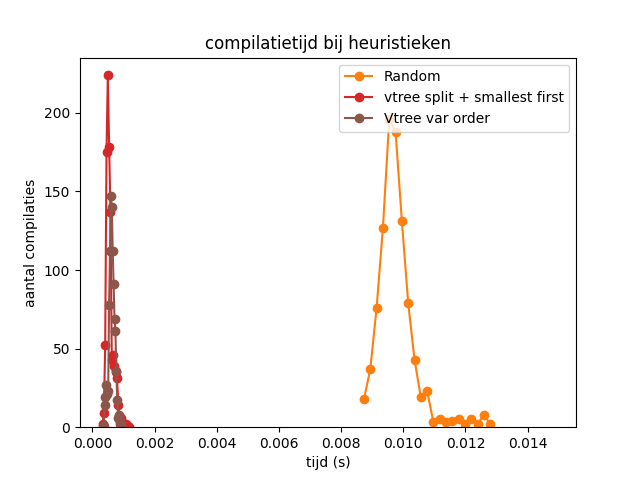 compilatietijd bij heuristieken
Random
vtree split + smallest first
Vtree var order
aantal compilaties
200
150
100
50
0
0.000 0.002 0.004 0.006 0.008 0.010 0.012 0.014
tijd (s)